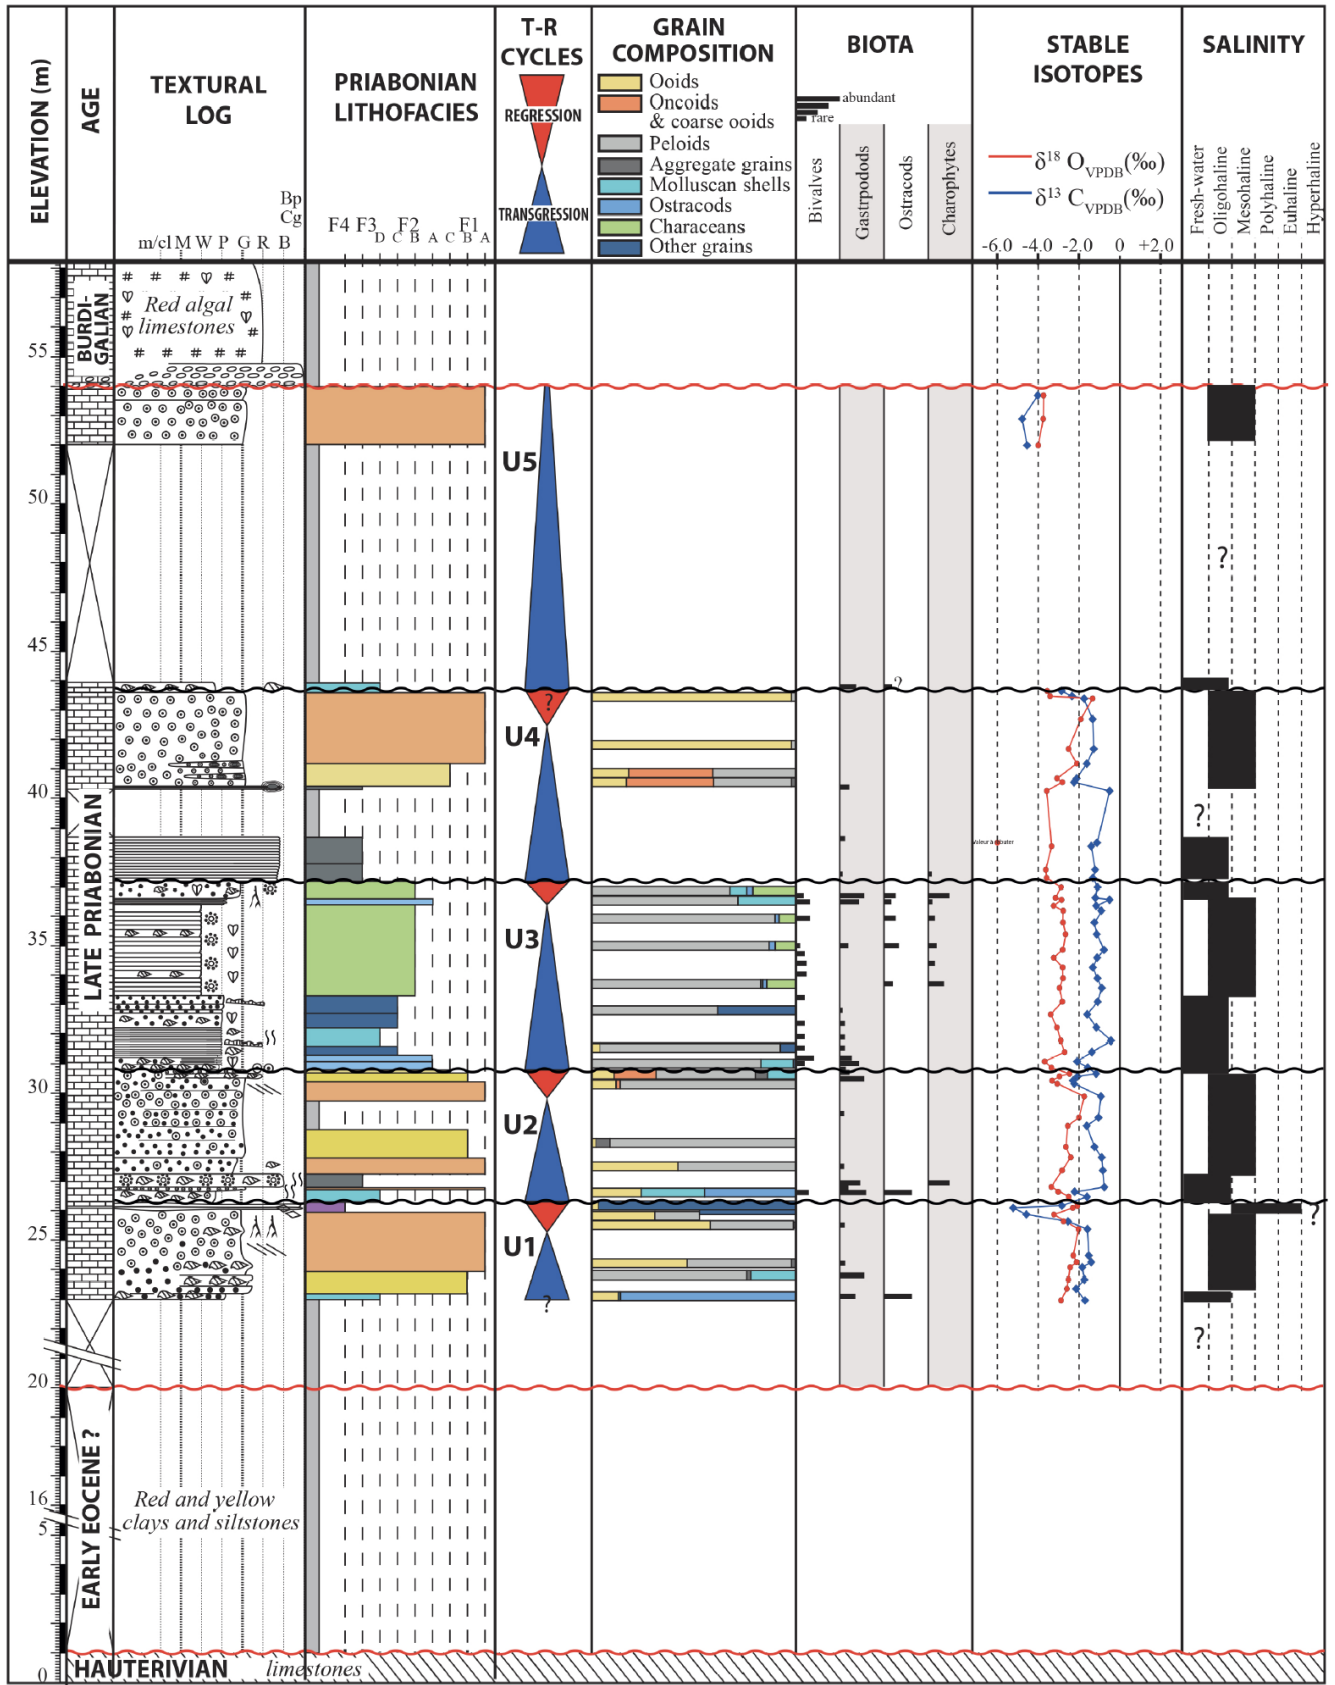 ELEVATION (m)
AGE
TEXTURAL
LOG
m/cl M W P G R B
Bp
Cg
PRIABONIAN
LITHOFACIES
F4 F3 F2 F1
D C B A C B A
T-R
CYCLES
REGRESSION
TRANSGRESSION
GRAIN
COMPOSITION
Ooids
Oncoids
& coarse ooids
Peloids
Aggregate grains
Molluscan shells
Ostracods
Characeans
Other grains
BIOTA
abundant
rare
Bivalves
Gastrpodods
Ostracods
Charophytes
STABLE
ISOTOPES
δ18 OVPDB(‰)
δ13 CVPDB(‰)
-6.0 -4.0 -2.0 0 +2.0
SALINITY
Fresh-water
Oligohaline
Mesohaline
Polyhaline
Euhaline
Hyperhaline
BURDI-
GALIAN
Red algal
limestones
55
U5
50
?
45
?
?
U4
40
?
LATE PRIABONIAN
35
U3
30
U2
25
U1
?
?
?
20
EARLY EOCENE ?
16
5
Red and yellow
clays and siltstones
0
HAUTERIVIAN limestones